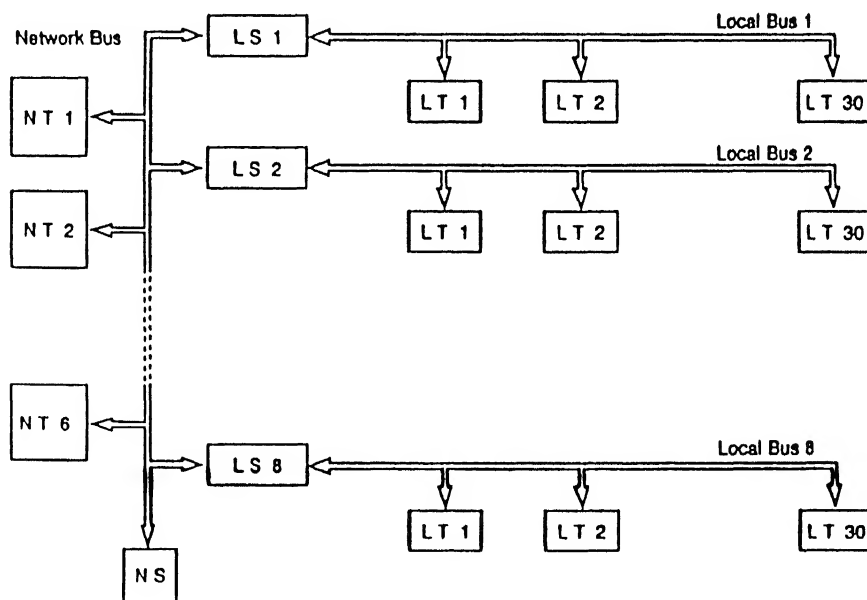 Local Bus 1
Network Bus
LS 1
NT 1
LT 1
LT 2
LT 30
Local Bus 2
LS 2
NT 2
LT 1
LT 2
LT 30
NT 6
Local Bus 8
LS 8
LT 1
LT 2
LT 30
NS